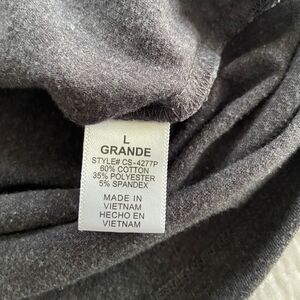 L
GRANDE
STYLE# CS-4277P
60% COTTON
35% POLYESTER
5% SPANDEX
MADE IN
VIETNAM
HECHO EN
VIETNAM